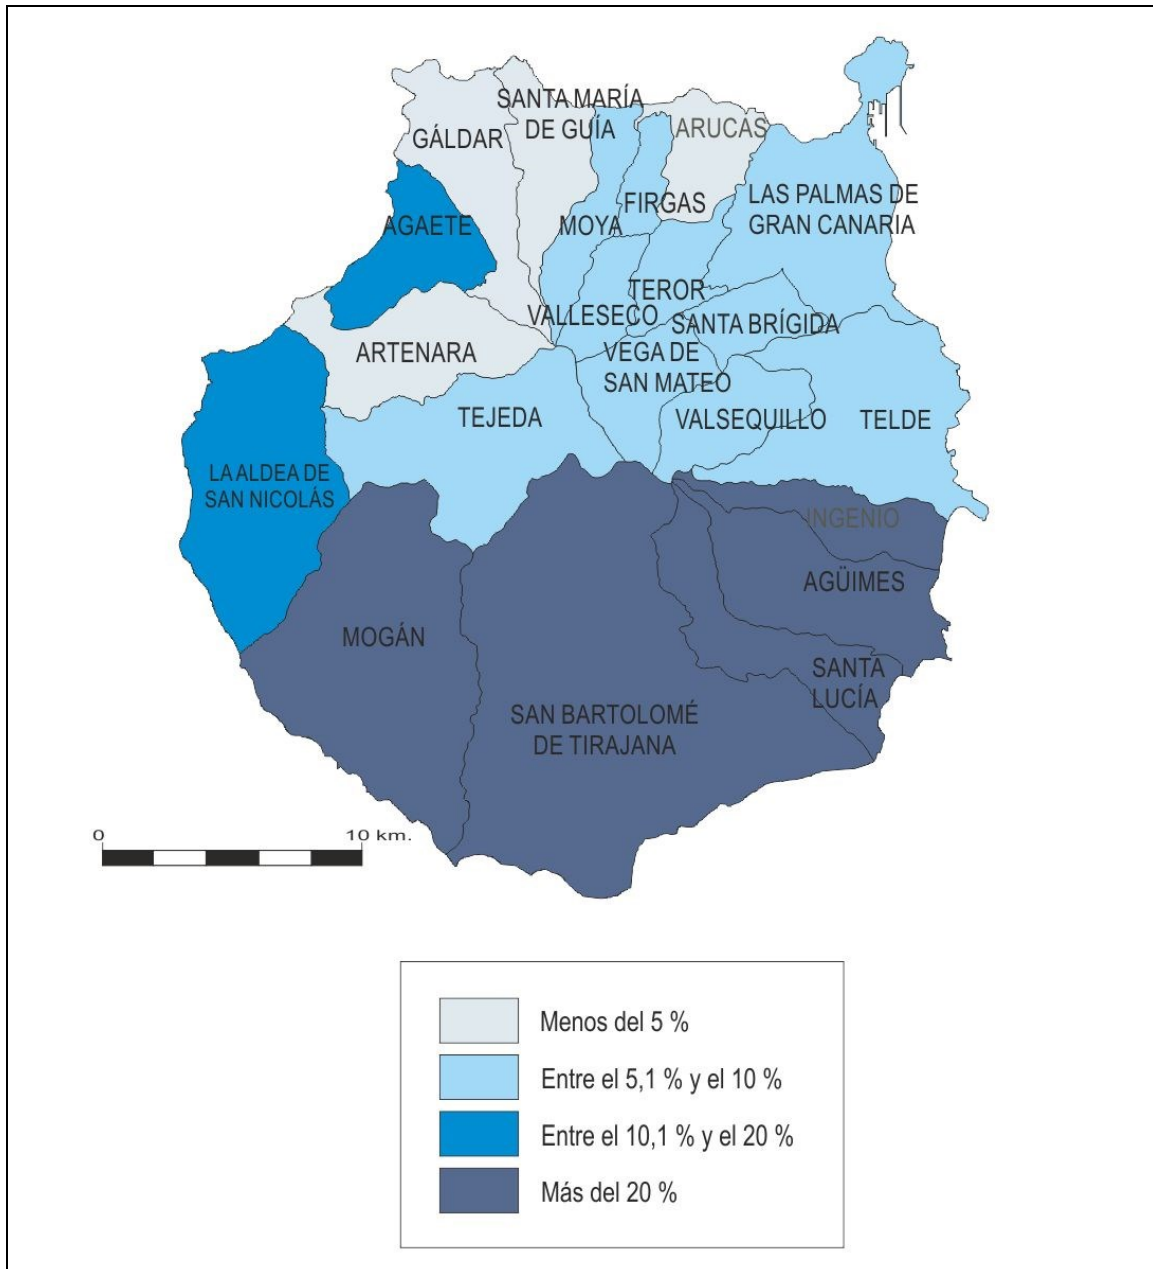 SANTA MARÍA
DE GUÍA
GÁLDAR
ARUCAS
AGAETE
MOYA
FIRGAS
LAS PALMAS DE
GRAN CANARIA
TEROR
VALLESECO
SANTA BRÍGIDA
ARTENARA
VEGA DE
SAN MATEO
TEJEDA
VALSEQUILLO
TELDE
LA ALDEA DE
SAN NICOLÁS
INGENIO
AGÜIMES
MOGÁN
SANTA
LUCÍA
SAN BARTOLOMÉ
DE TIRAJANA
0 10 km.
Menos del 5 %
Entre el 5,1 % y el 10 %
Entre el 10,1 % y el 20 %
Más del 20 %